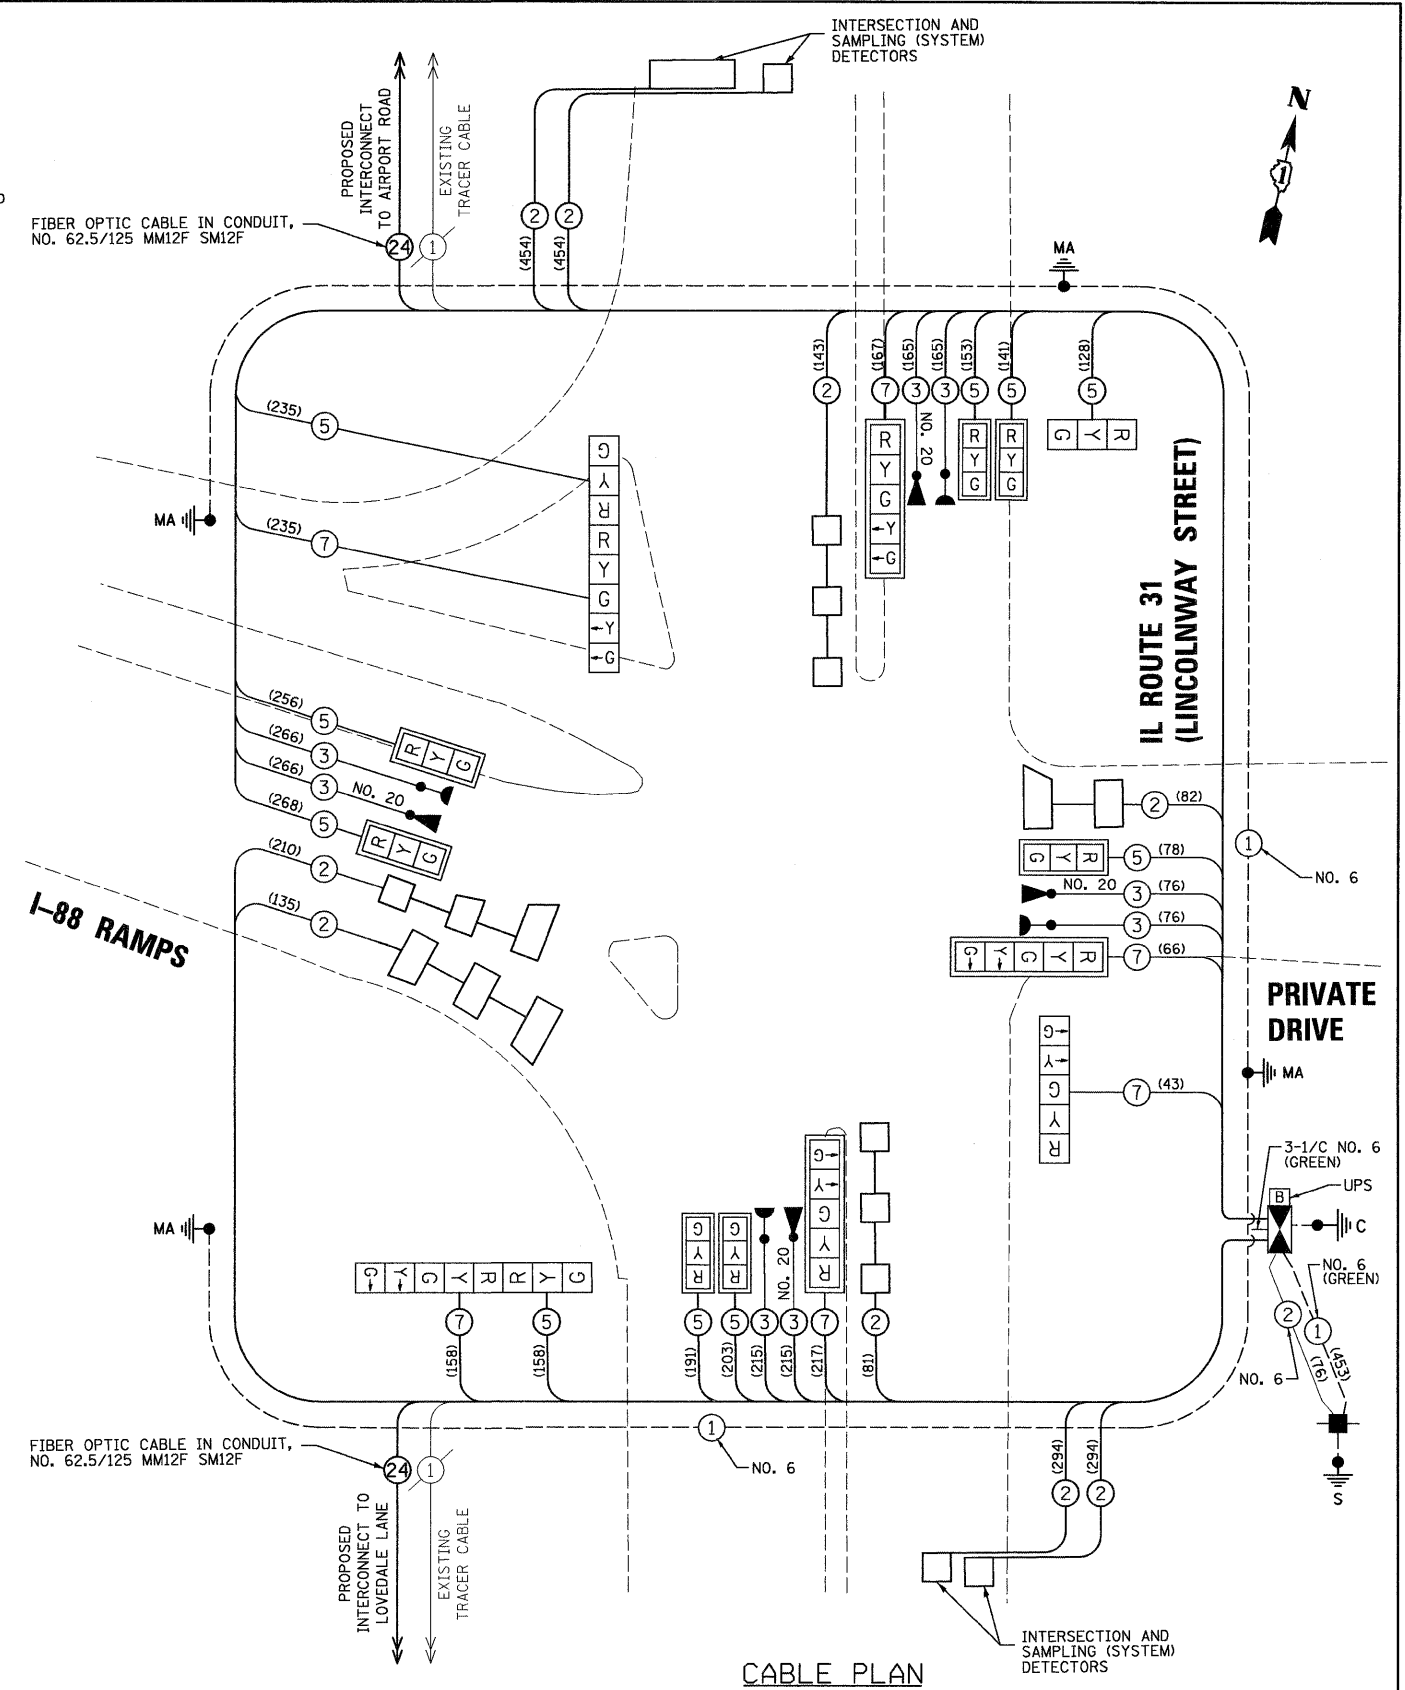 INTERSECTION AND
SAMPLING (SYSTEM)
DETECTORS
N
1
PROPOSED
INTERCONNECT
TO AIRPORT ROAD
EXISTING
TRACER CABLE
FIBER OPTIC CABLE IN CONDUIT,
NO. 62.5/125 MM12F SM12F
24
1
2
2
(454)
(454)
MA
(143)
(167)
(165)
(165)
(153)
(141)
(128)
2
7
3
3
5
5
5
NO. 20
R
Y
G
←Y
←G
R
Y
G
R
Y
G
G Y R
(235)
5
(235)
7
G
Y
R
R
Y
G
←Y
←G
MA
IL ROUTE 31
(LINCOLNWAY STREET)
(256)
5
R Y G
(266)
3
(266)
3
NO. 20
(268)
5
R Y G
(210)
2
(135)
2
I-88 RAMPS
2 (82)
1
NO. 6
G Y R 5 (78)
NO. 20 3 (76)
3 (76)
G← Y← G Y R 7 (66)
PRIVATE
DRIVE
MA
G→
Y→
G
Y
R
7 (43)
3-1/C NO. 6
(GREEN)
UPS
B
C
NO. 6
(GREEN)
2
1
NO. 6
(76)
(453)
S
MA
G← Y← G Y R R Y G
7
5
(158)
(158)
G
Y
R
G
Y
R
NO. 20
G→
Y→
G
Y
R
5
5
3
3
7
2
(191)
(203)
(215)
(215)
(217)
(81)
1
NO. 6
FIBER OPTIC CABLE IN CONDUIT,
NO. 62.5/125 MM12F SM12F
24
1
PROPOSED
INTERCONNECT TO
LOVEDALE LANE
EXISTING
TRACER CABLE
(294)
(294)
2
2
INTERSECTION AND
SAMPLING (SYSTEM)
DETECTORS
CABLE PLAN